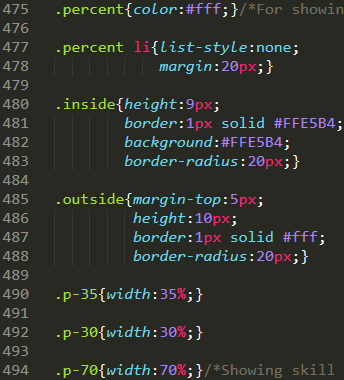 475 .percent{color:#fff;}/*For showin
476
477 .percent li{list-style:none;
478 margin:20px;}
479
480 .inside{height:9px;
481 border:1px solid #FFE5B4;
482 background:#FFE5B4;
483 border-radius:20px;}
484
485 .outside{margin-top:5px;
486 height:10px;
487 border:1px solid #fff;
488 border-radius:20px;}
489
490 .p-35{width:35%;}
491
492 .p-30{width:30%;}
493
494 .p-70{width:70%;}/*Showing skill